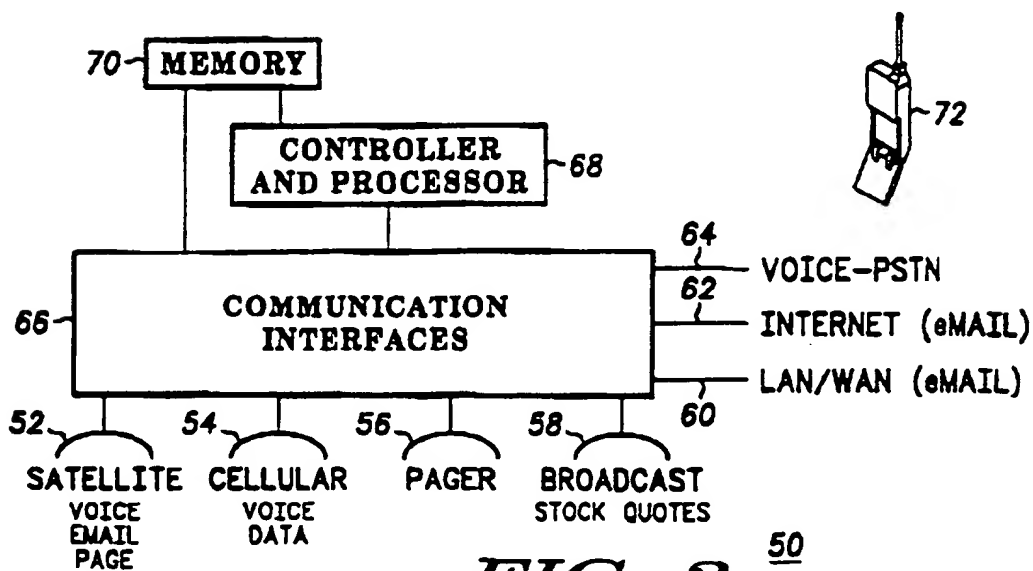 70
MEMORY
72
CONTROLLER
AND PROCESSOR
68
64
VOICE-PSTN
66
COMMUNICATION
INTERFACES
62
INTERNET (eMAIL)
LAN/WAN (eMAIL)
60
52
54
56
58
SATELLITE
VOICE
EMAIL
PAGE
CELLULAR
VOICE
DATA
PAGER
BROADCAST
STOCK QUOTES
50